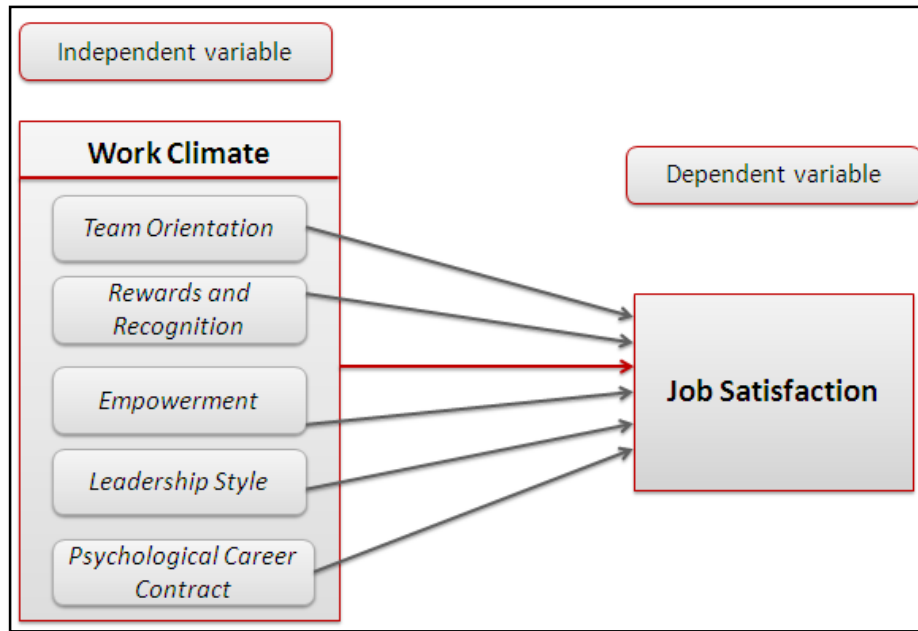 Independent variable
Work Climate
Dependent variable
Team Orientation
Rewards and
Recognition
Job Satisfaction
Empowerment
Leadership Style
Psychological Career
Contract